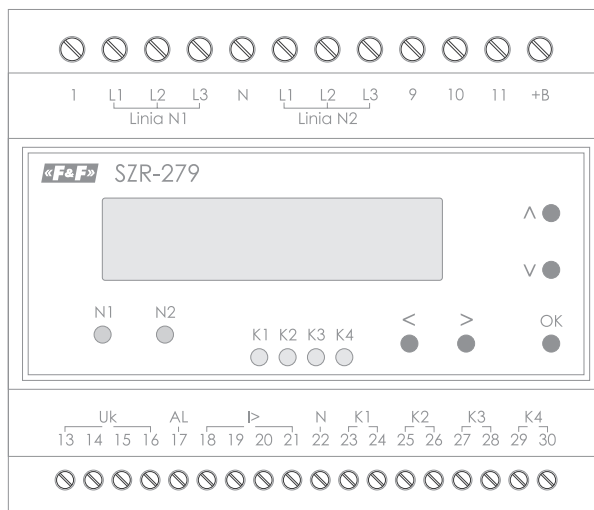 1 L1 L2 L3 N L1 L2 L3 9 10 11 +B
Linia N1 Linia N2
«F&F» SZR-279
∧
∨
N1 N2
K1 K2 K3 K4
< > OK
Uk AL I> N K1 K2 K3 K4
13 14 15 16 17 18 19 20 21 22 23 24 25 26 27 28 29 30